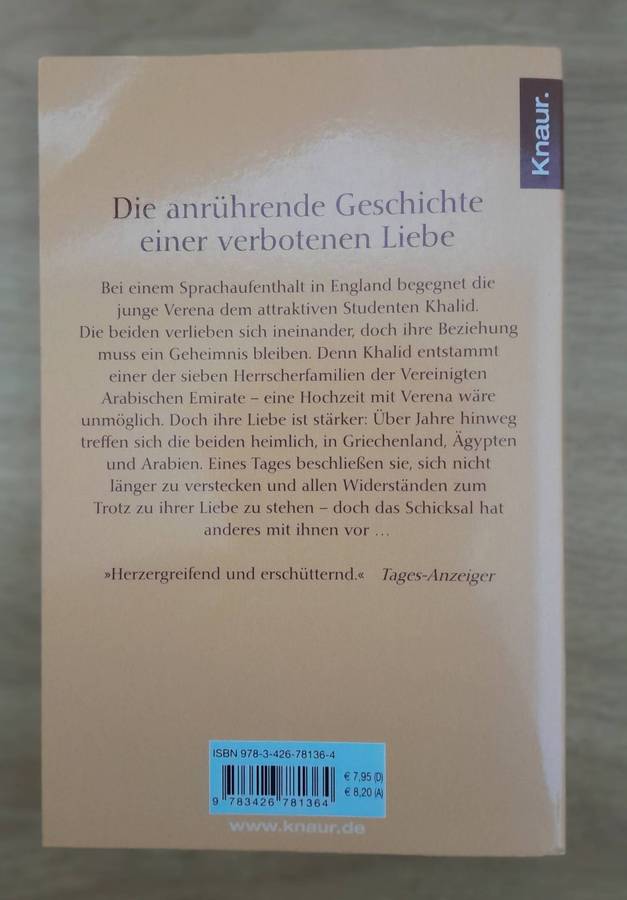 Knaur.
Die anrührende Geschichte
einer verbotenen Liebe
Bei einem Sprachaufenthalt in England begegnet die
junge Verena dem attraktiven Studenten Khalid.
Die beiden verlieben sich ineinander, doch ihre Beziehung
muss ein Geheimnis bleiben. Denn Khalid entstammt
einer der sieben Herrscherfamilien der Vereinigten
Arabischen Emirate – eine Hochzeit mit Verena wäre
unmöglich. Doch ihre Liebe ist stärker: Über Jahre hinweg
treffen sich die beiden heimlich, in Griechenland, Ägypten
und Arabien. Eines Tages beschließen sie, sich nicht
länger zu verstecken und allen Widerständen zum
Trotz zu ihrer Liebe zu stehen – doch das Schicksal hat
anderes mit ihnen vor …
»Herzergreifend und erschütternd.« Tages-Anzeiger
ISBN 978-3-426-78136-4
€ 7,95 (D)
€ 8,20 (A)
9 783426 781364
www.knaur.de